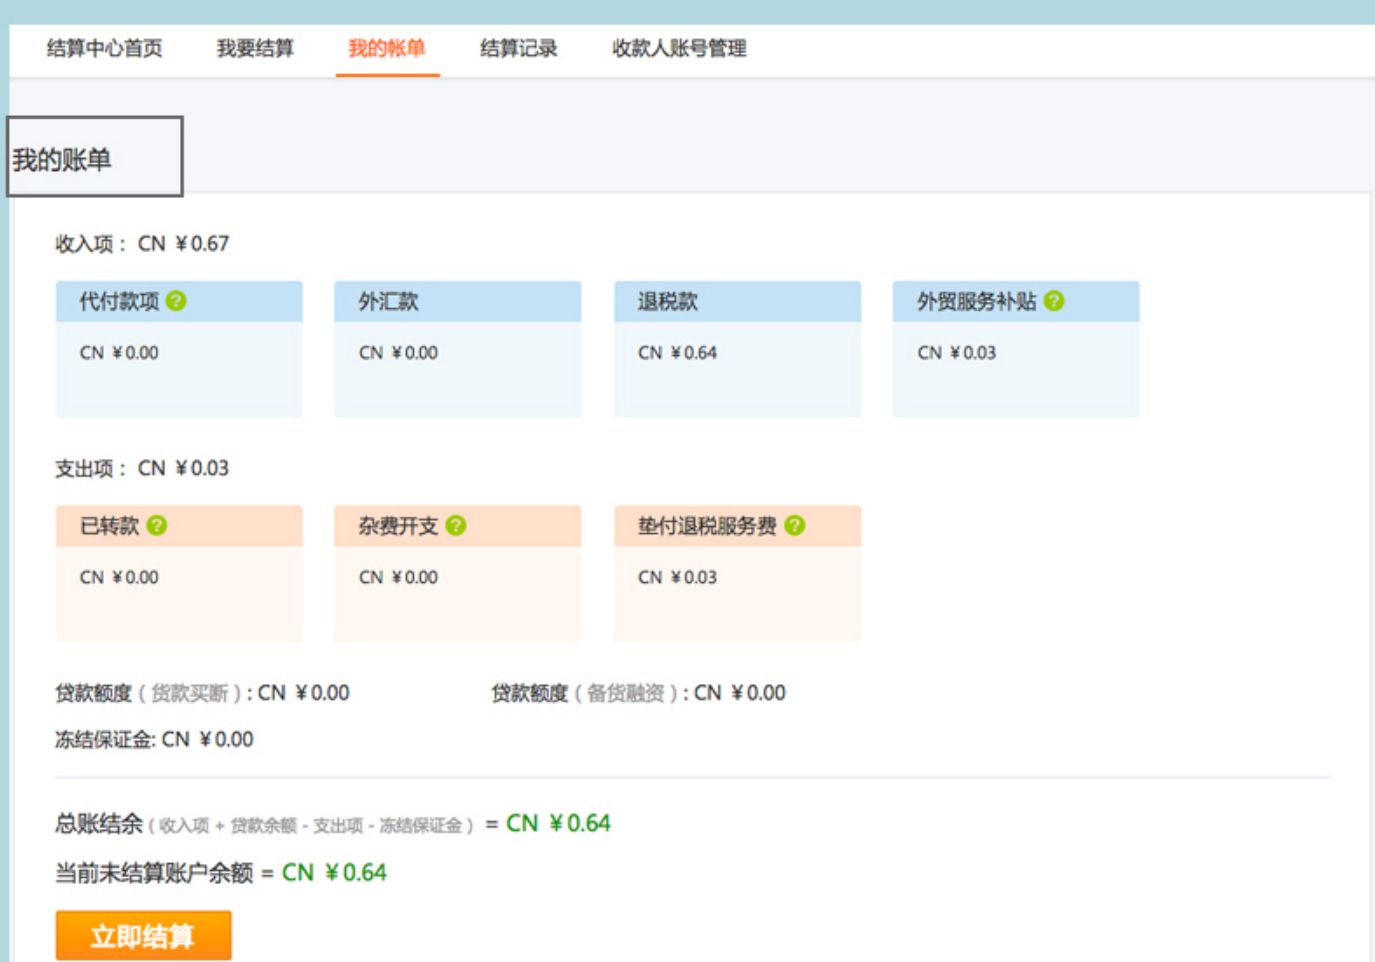 结算中心首页 我要结算 我的帐单 结算记录 收款人账号管理
我的账单
收入项： CN ¥0.67
代付款项 ? 外汇款 退税款 外贸服务补贴 ?
CN ¥0.00 CN ¥0.00 CN ¥0.64 CN ¥0.03
支出项： CN ¥0.03
已转款 ? 杂费开支 ? 垫付退税服务费 ?
CN ¥0.00 CN ¥0.00 CN ¥0.03
贷款额度（货款买断）: CN ¥0.00 贷款额度（备货融资）: CN ¥0.00
冻结保证金: CN ¥0.00
总账结余（收入项 + 贷款余额 - 支出项 - 冻结保证金） = CN ¥0.64
当前未结算账户余额 = CN ¥0.64
立即结算